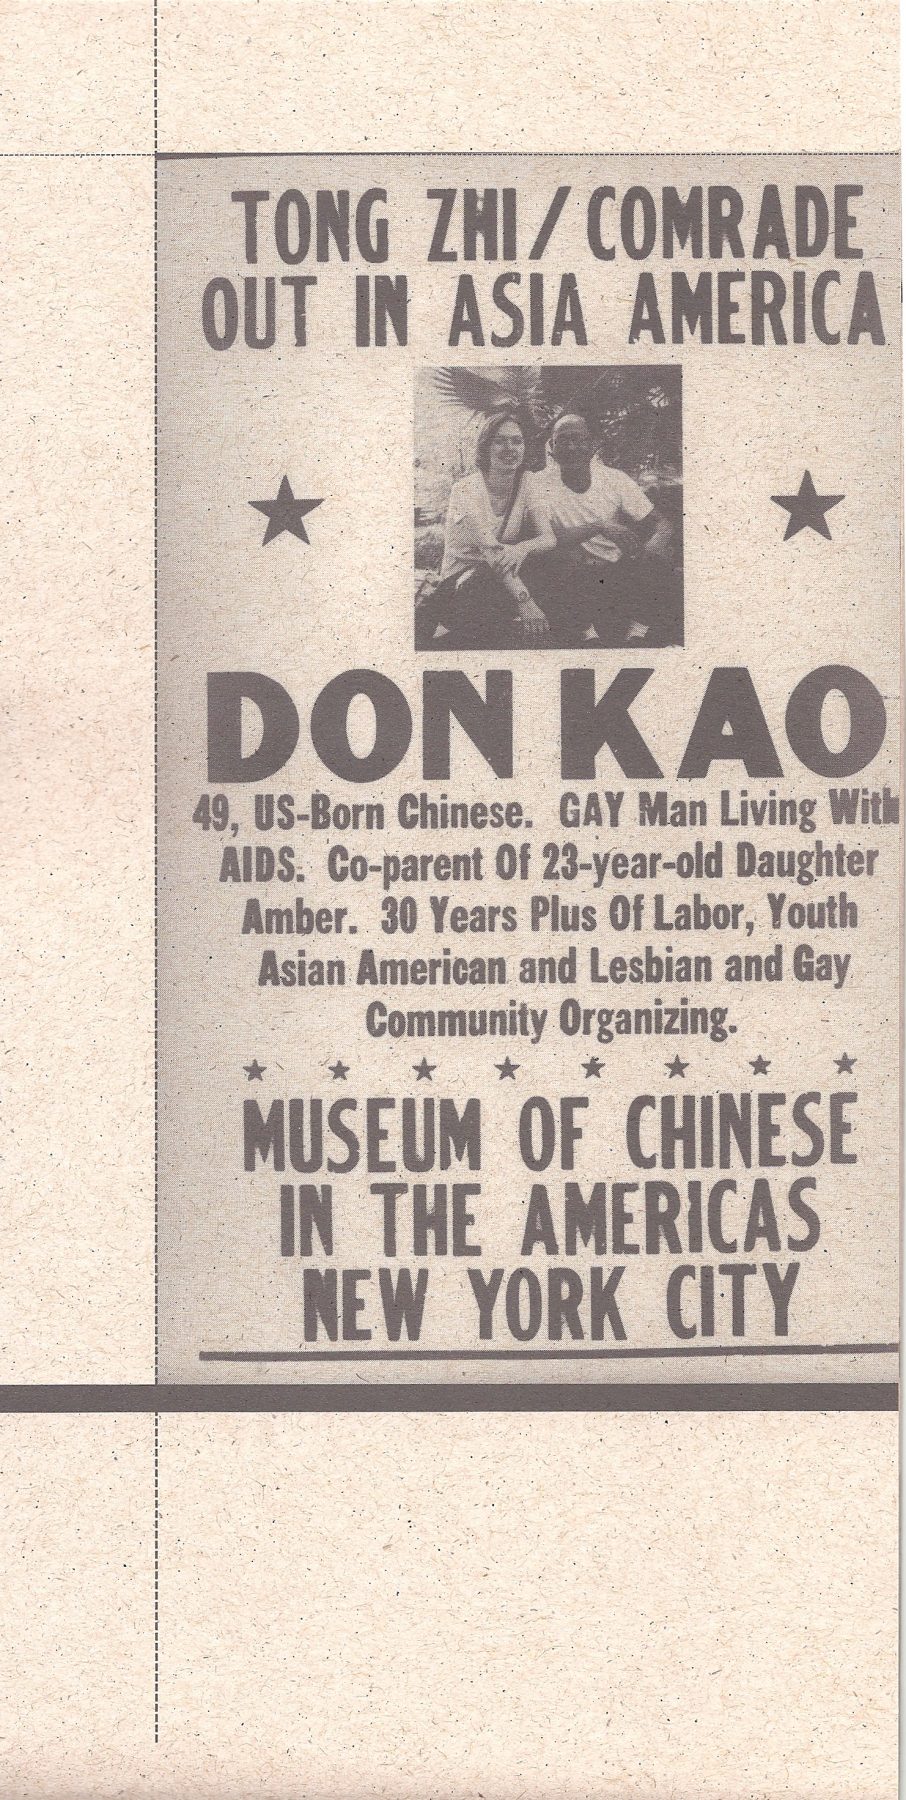 TONG ZHI/COMRADE
OUT IN ASIA AMERICA
DON KAO
49, US-Born Chinese. GAY Man Living With
AIDS. Co-parent Of 23-year-old Daughter
Amber. 30 Years Plus Of Labor, Youth
Asian American and Lesbian and Gay
Community Organizing.
MUSEUM OF CHINESE
IN THE AMERICAS
NEW YORK CITY